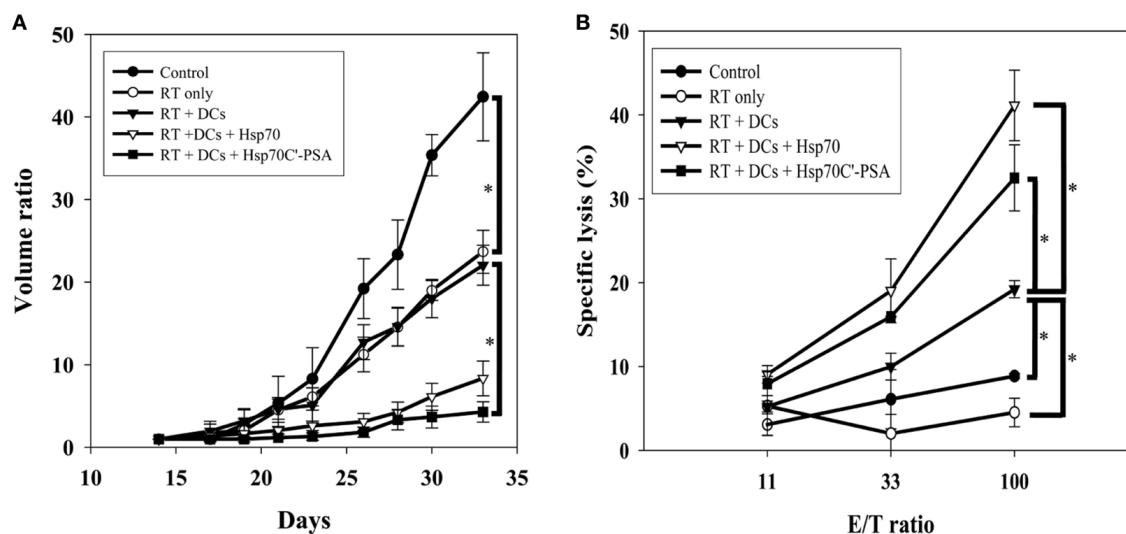 A
50
40
30
20
10
0
Volume ratio
Control
RT only
RT + DCs
RT +DCs + Hsp70
RT + DCs + Hsp70C'-PSA
*
*
10
15
20
25
30
35
Days
B
50
40
30
20
10
0
Specific lysis (%)
Control
RT only
RT + DCs
RT + DCs + Hsp70
RT + DCs + Hsp70C'-PSA
*
*
*
*
11
33
100
E/T ratio